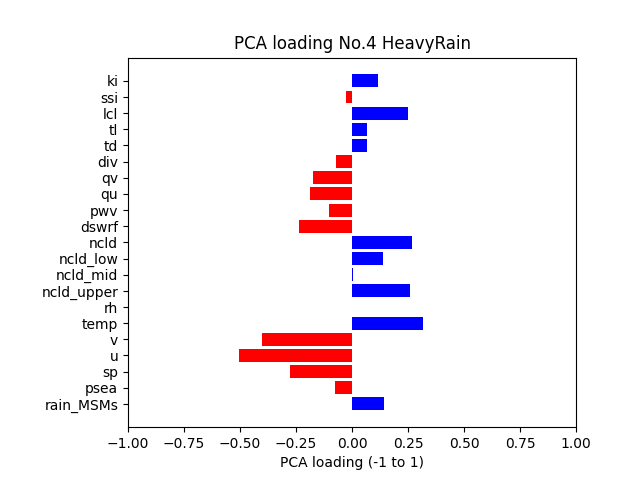 PCA loading No.4 HeavyRain
ki
ssi
lcl
tl
td
div
qv
qu
pwv
dswrf
ncld
ncld_low
ncld_mid
ncld_upper
rh
temp
v
u
sp
psea
rain_MSMs
−1.00 −0.75 −0.50 −0.25 0.00 0.25 0.50 0.75 1.00
PCA loading (-1 to 1)